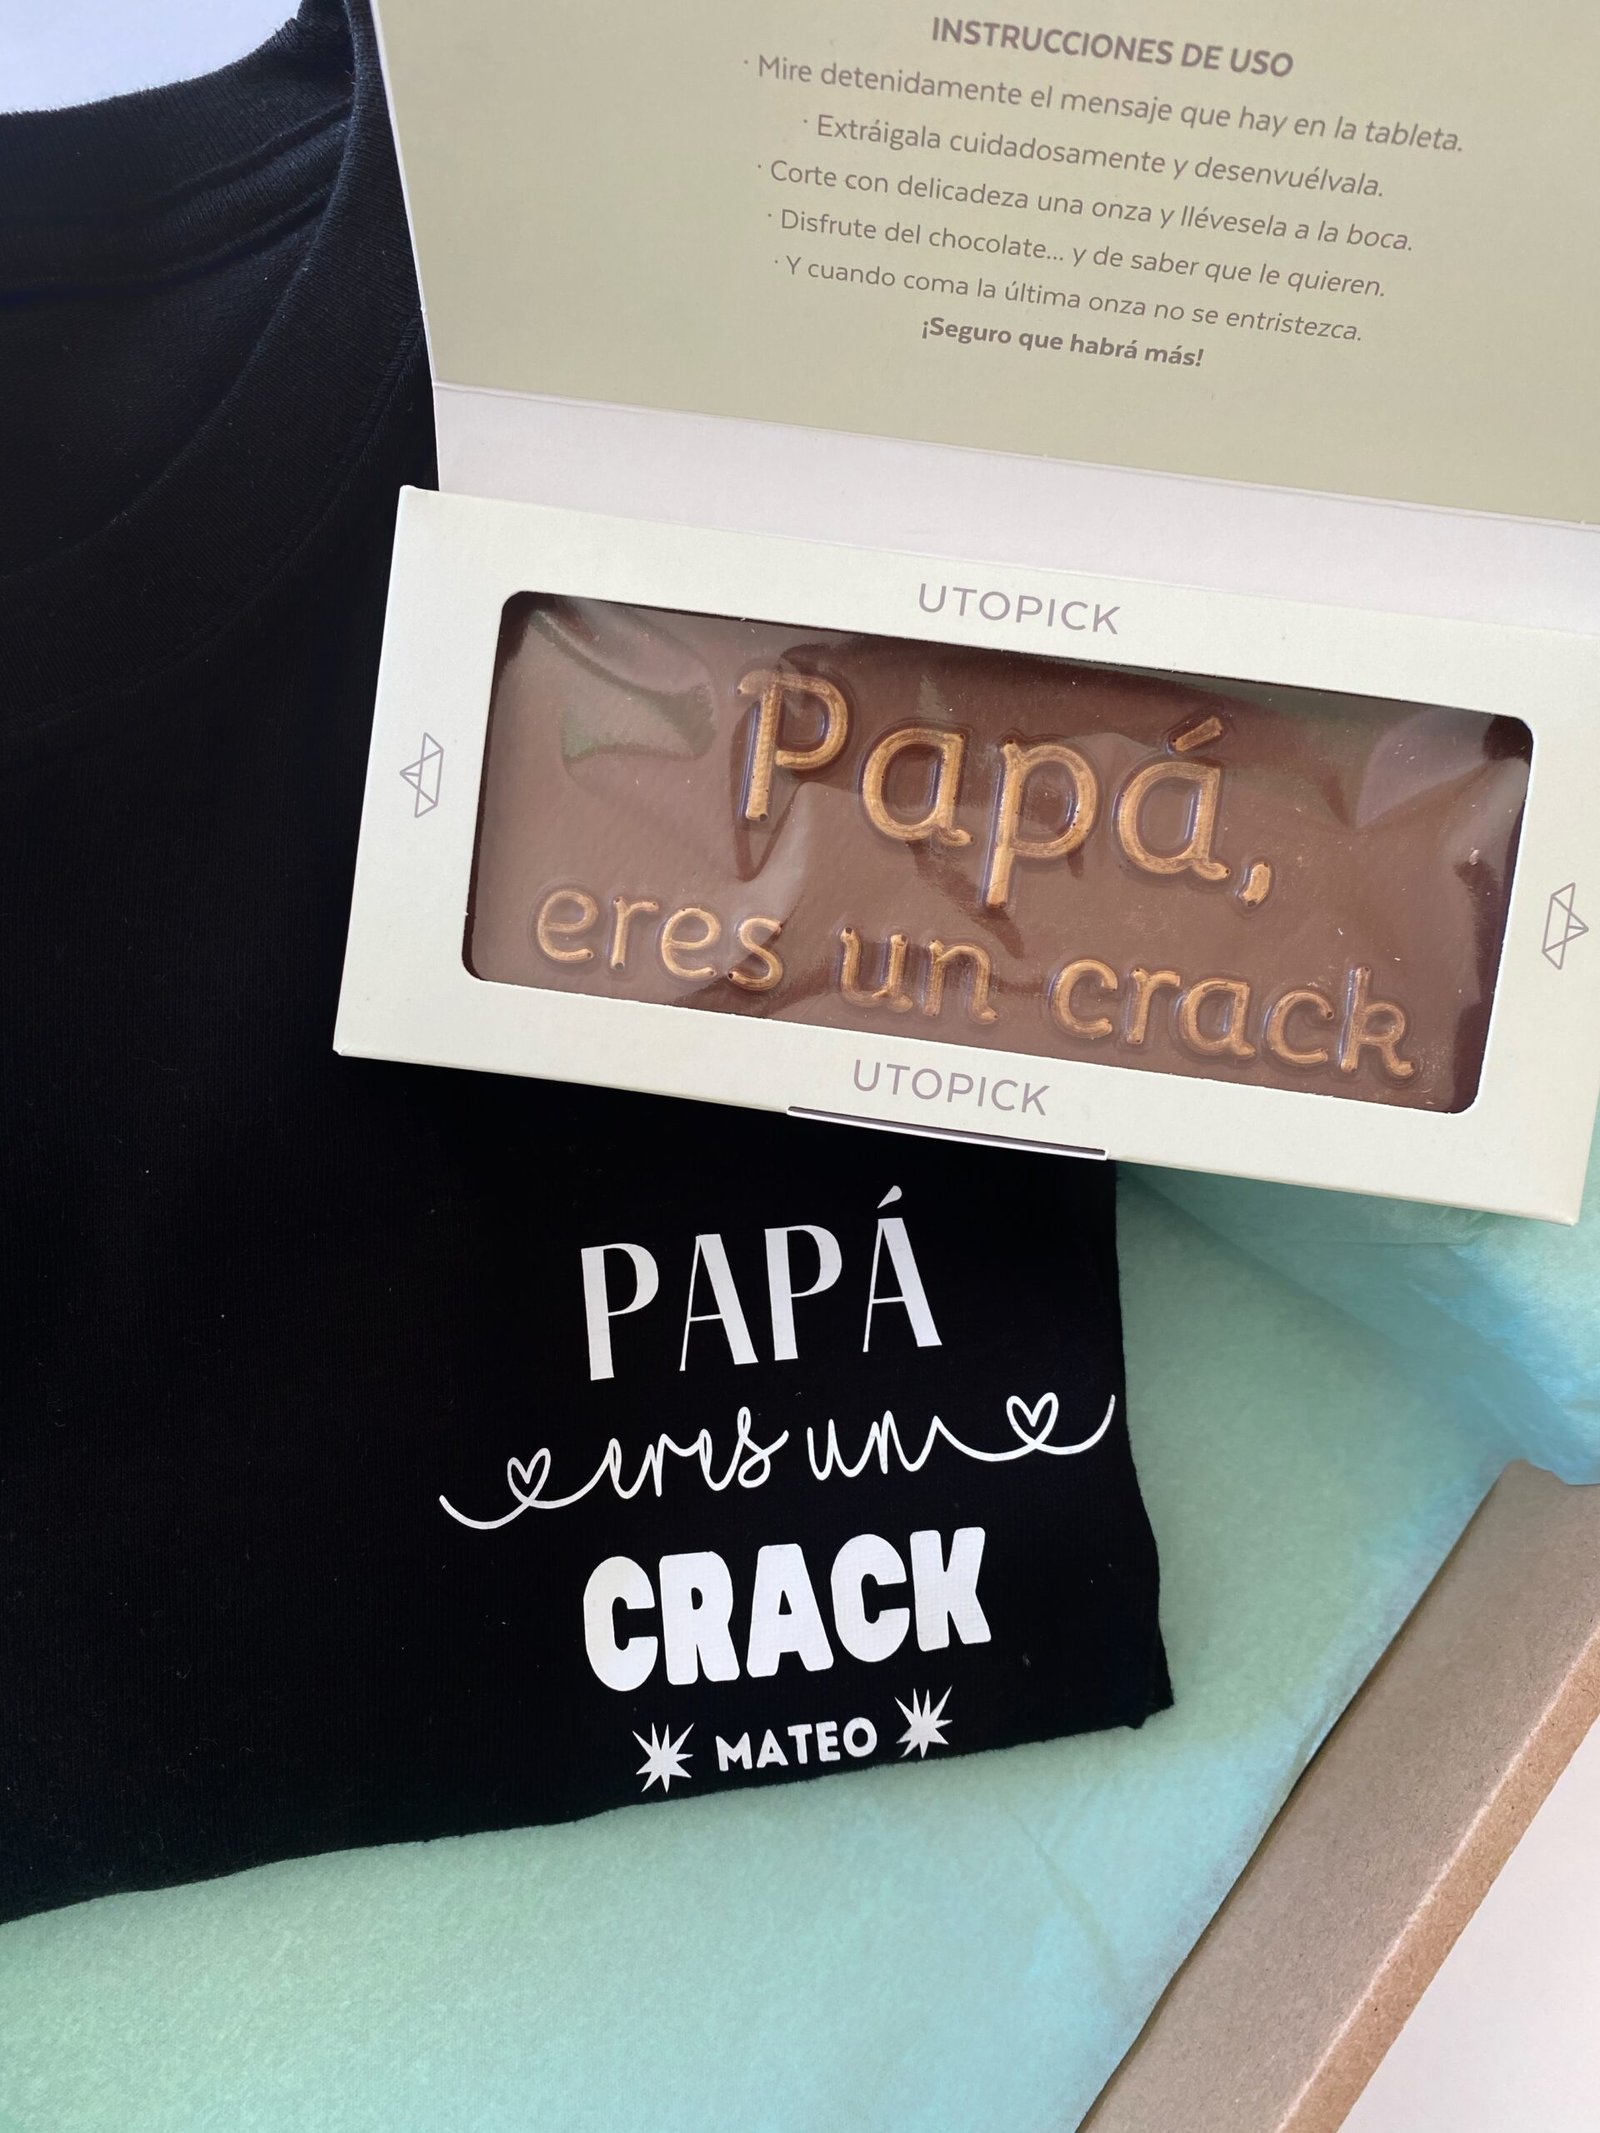 INSTRUCCIONES DE USO
· Mire detenidamente el mensaje que hay en la tableta.
· Extráigala cuidadosamente y desenvuélvala.
· Corte con delicadeza una onza y llévesela a la boca.
· Disfrute del chocolate... y de saber que le quieren.
· Y cuando coma la última onza no se entristezca.
¡Seguro que habrá más!
UTOPICK
Papá,
eres un crack
UTOPICK
PAPÁ
eres un
CRACK
MATEO